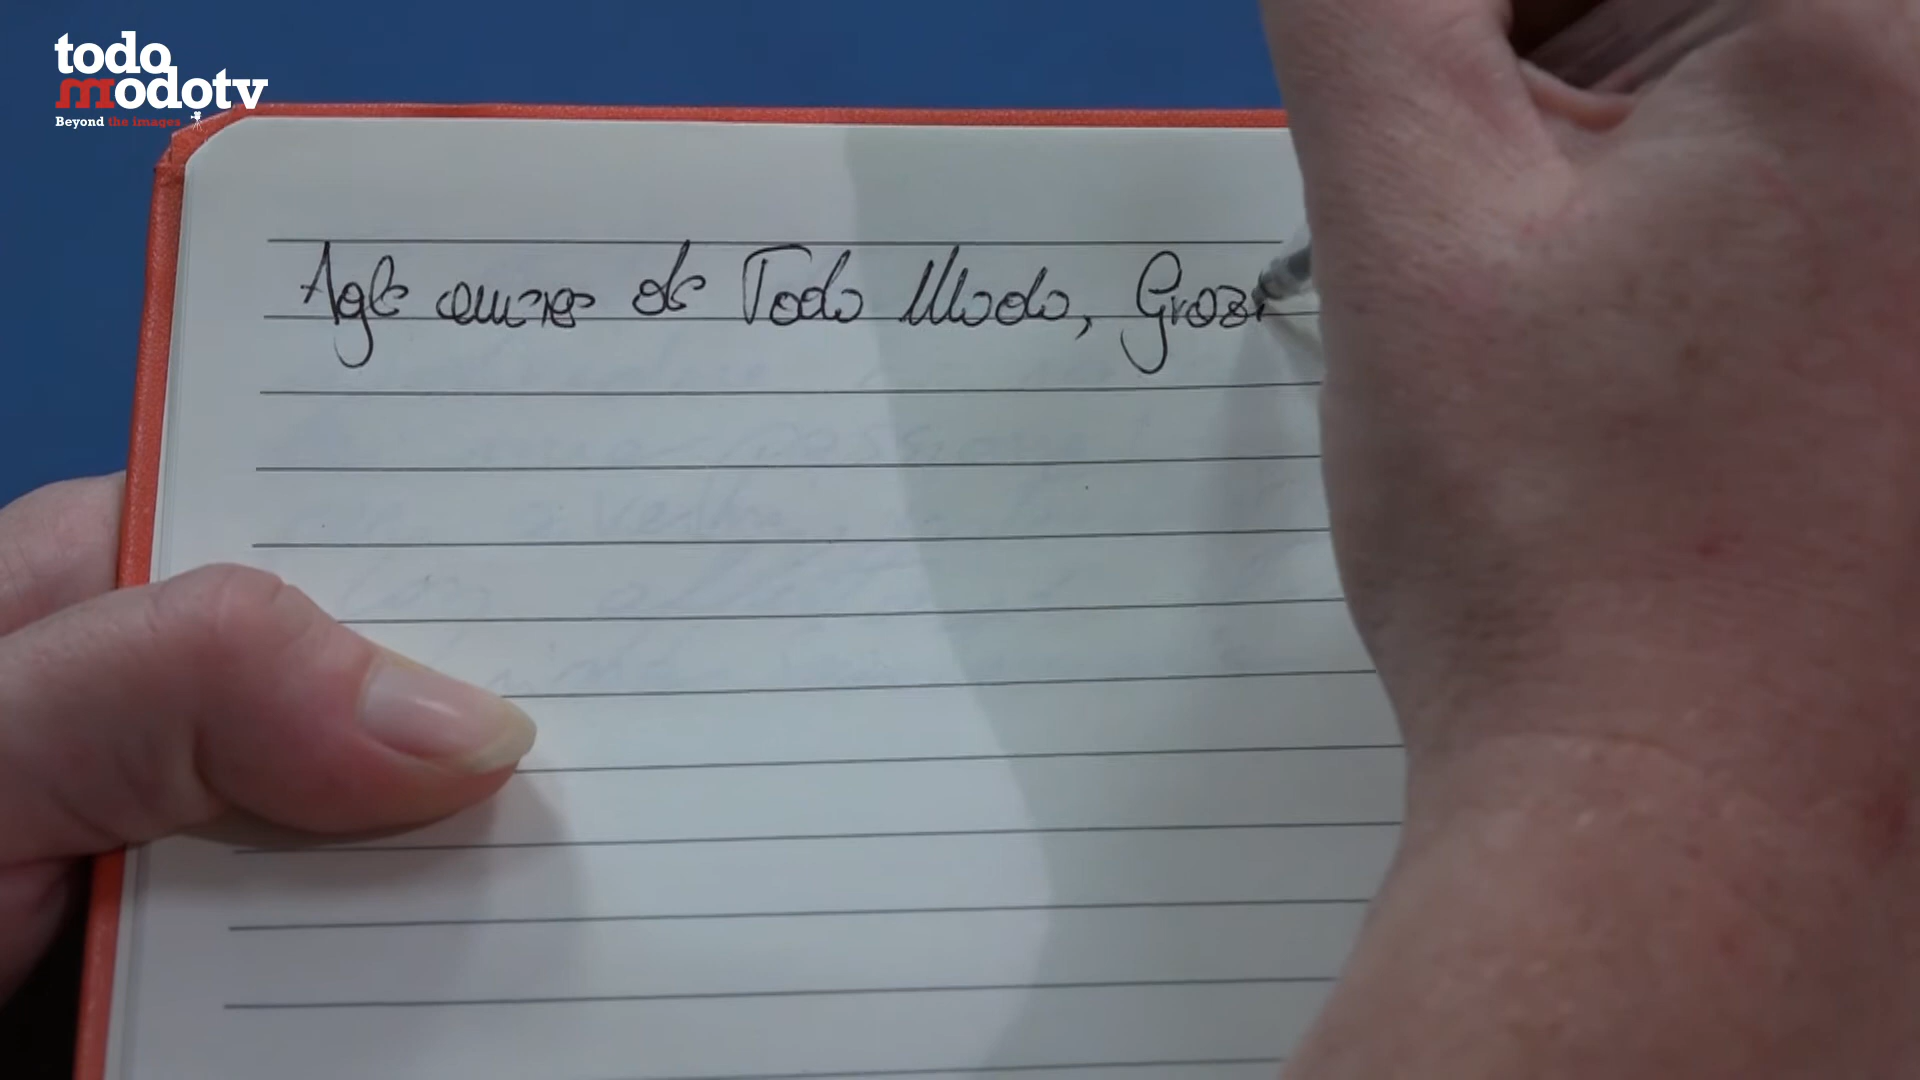 todo
modotv
Beyond the images
Agli amici di Todo Modo, Grazi